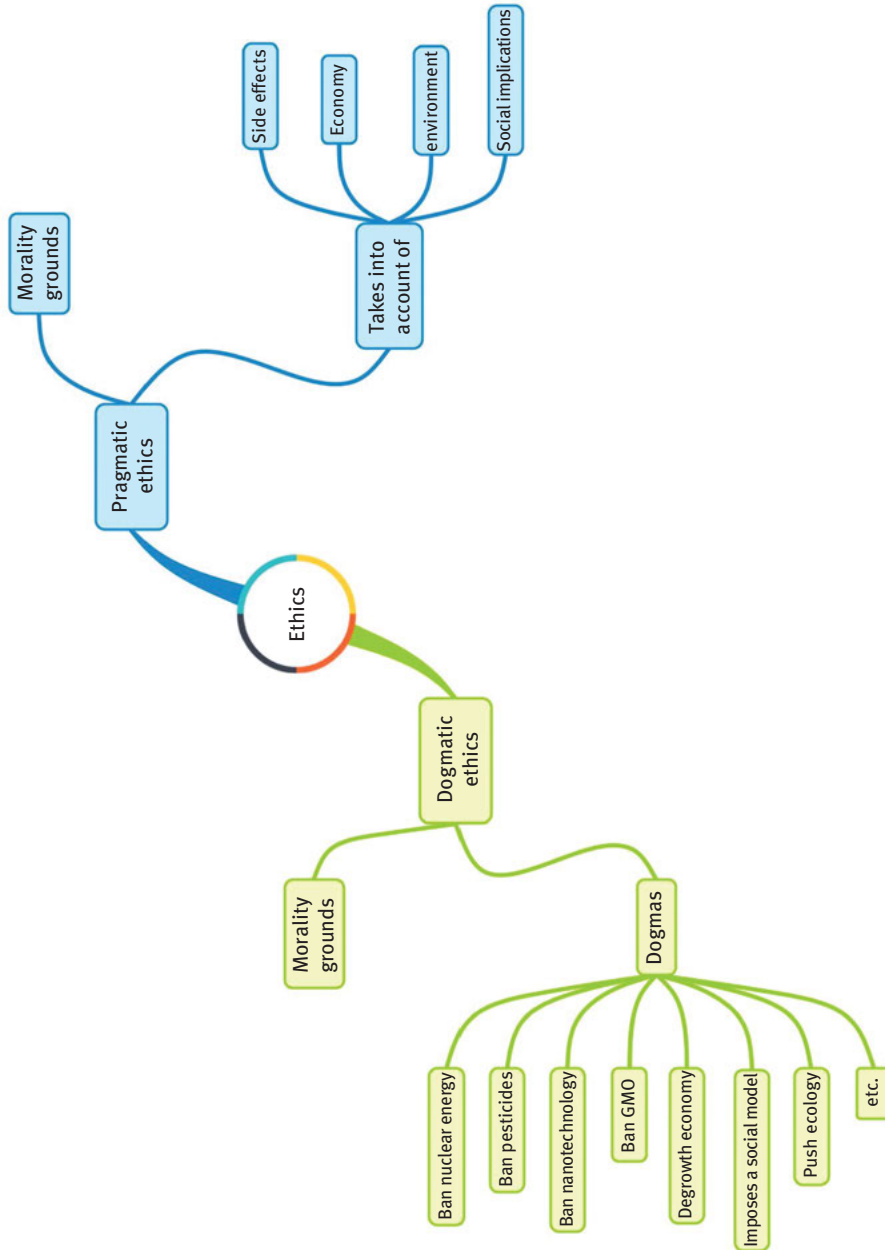 Ethics
Pragmatic
ethics
Morality
grounds
Takes into
account of
Side effects
Economy
environment
Social implications
Dogmatic
ethics
Morality
grounds
Dogmas
Ban nuclear energy
Ban pesticides
Ban nanotechnology
Ban GMO
Degrowth economy
Imposes a social model
Push ecology
etc.